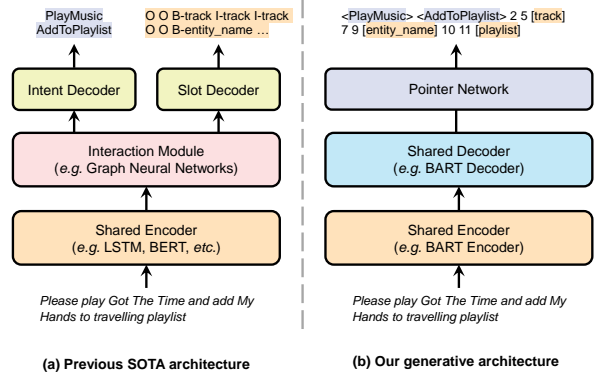 PlayMusic
AddToPlaylist
O O B-track I-track I-track
O O B-entity_name ...
Intent Decoder
Slot Decoder
Interaction Module
(e.g. Graph Neural Networks)
Shared Encoder
(e.g. LSTM, BERT, etc.)
Please play Got The Time and add My
Hands to travelling playlist
(a) Previous SOTA architecture
<PlayMusic> <AddToPlaylist> 2 5 [track]
7 9 [entity_name] 10 11 [playlist]
Pointer Network
Shared Decoder
(e.g. BART Decoder)
Shared Encoder
(e.g. BART Encoder)
Please play Got The Time and add My
Hands to travelling playlist
(b) Our generative architecture